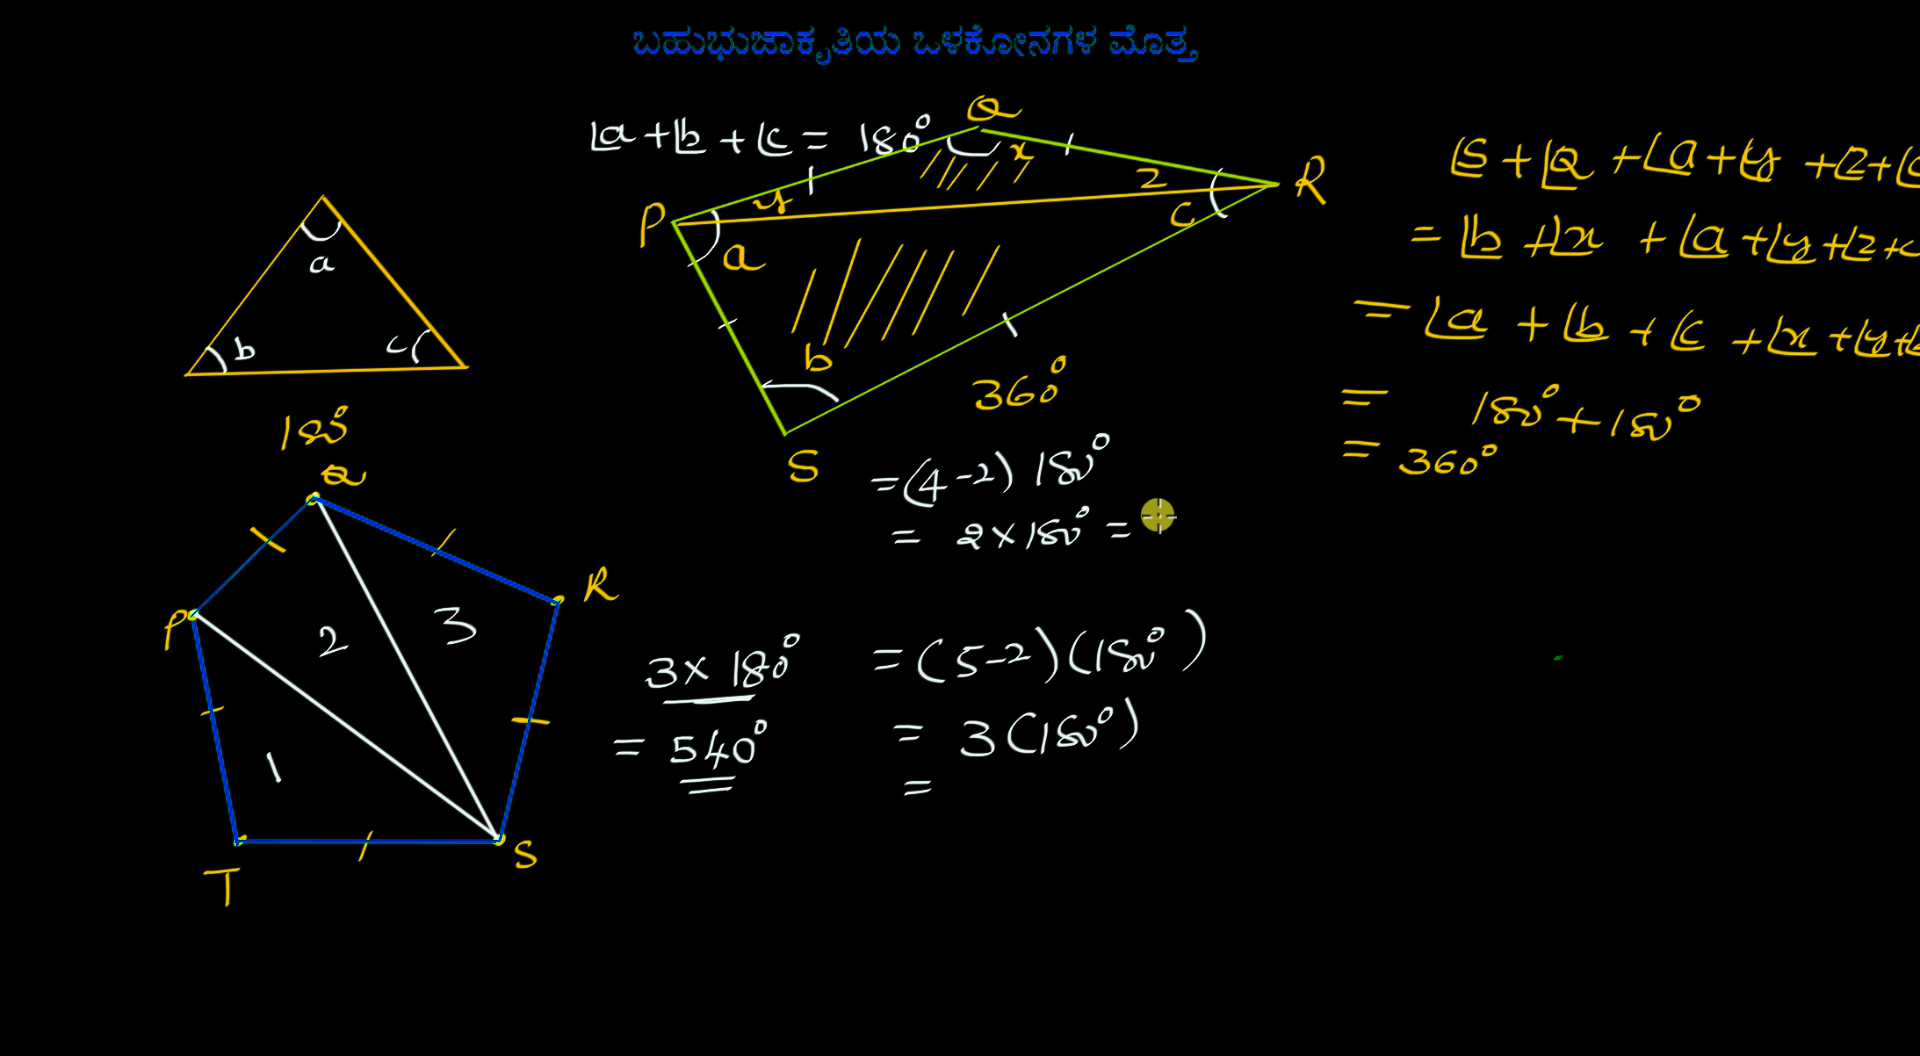 ಬಹುಭುಜಾಕೃತಿಯ ಒಳಕೋನಗಳ ಮೊತ್ತ
∠a + ∠b + ∠c = 180°
a
b
c
180°
Q
P
R
S
x
y
z
a
c
b
360°
= (4-2) 180°
= 2 × 180° =
∠S + ∠Q + ∠a + ∠y + ∠z + ∠c
= ∠b + ∠x + ∠a + ∠y + ∠z + c
= ∠a + ∠b + ∠c + ∠x + ∠y +
= 180° + 180°
= 360°
Q
P
R
S
T
1
2
3
3 × 180°
= 540°
= (5-2)(180°)
= 3(180°)
=